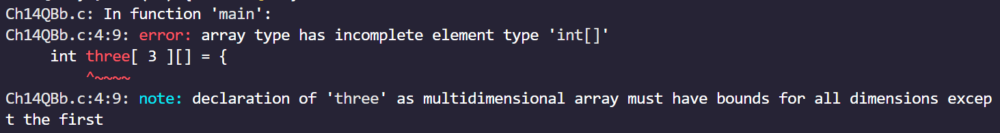 Ch14QBb.c: In function 'main':
Ch14QBb.c:4:9: error: array type has incomplete element type 'int[]'
     int three[ 3 ][] = {
         ^~~~~
Ch14QBb.c:4:9: note: declaration of 'three' as multidimensional array must have bounds for all dimensions excep
t the first